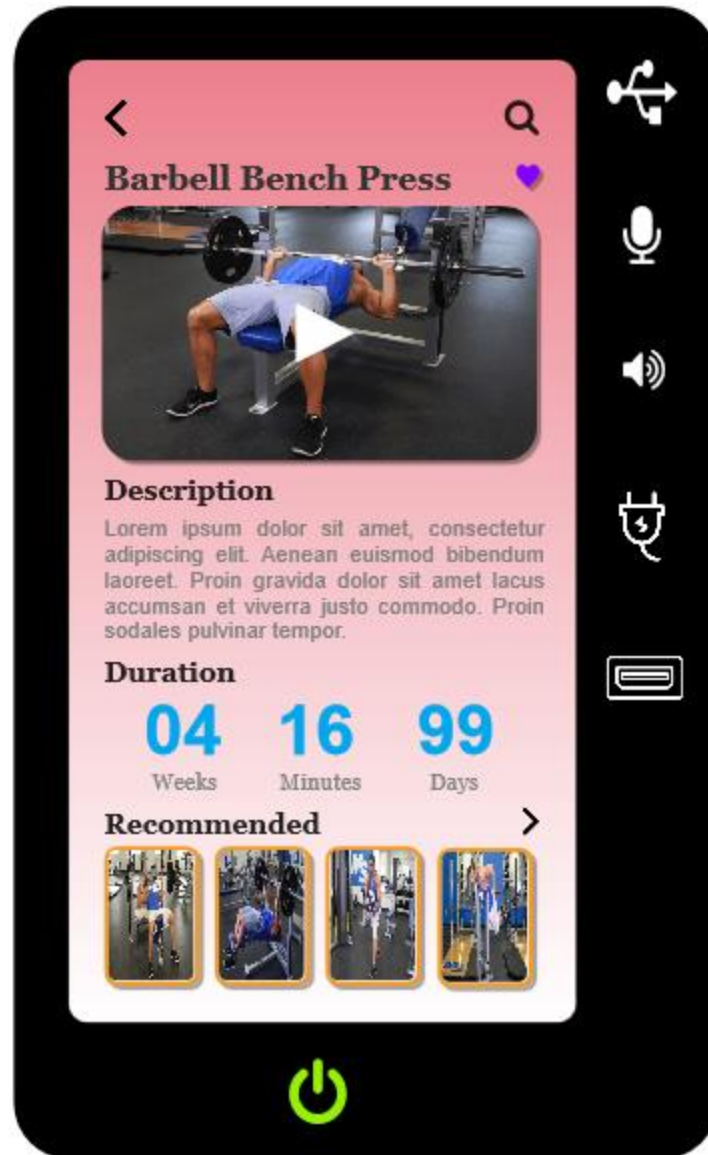 Barbell Bench Press
Description
Lorem ipsum dolor sit amet, consectetur
adipiscing elit. Aenean euismod bibendum
laoreet. Proin gravida dolor sit amet lacus
accumsan et viverra justo commodo. Proin
sodales pulvinar tempor.
Duration
04 16 99
Weeks Minutes Days
Recommended